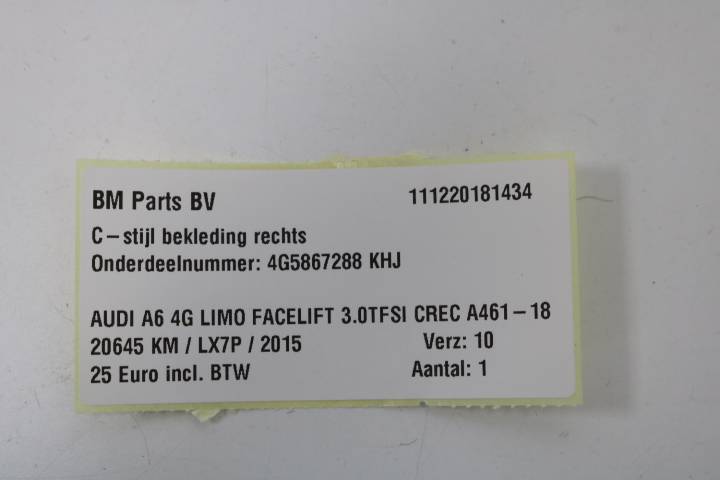 BM Parts BV 111220181434
C-stijl bekleding rechts
Onderdeelnummer: 4G5867288 KHJ
AUDI A6 4G LIMO FACELIFT 3.0TFSI CREC A461-18
20645 KM / LX7P / 2015 Verz: 10
25 Euro incl. BTW Aantal: 1